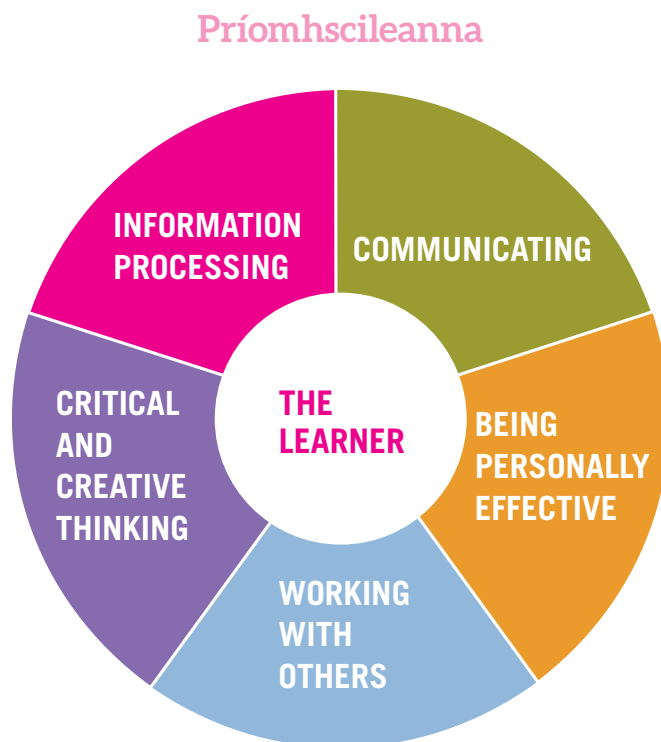 Príomhscileanna
INFORMATION
PROCESSING
COMMUNICATING
CRITICAL
AND
CREATIVE
THINKING
THE
LEARNER
BEING
PERSONALLY
EFFECTIVE
WORKING
WITH
OTHERS